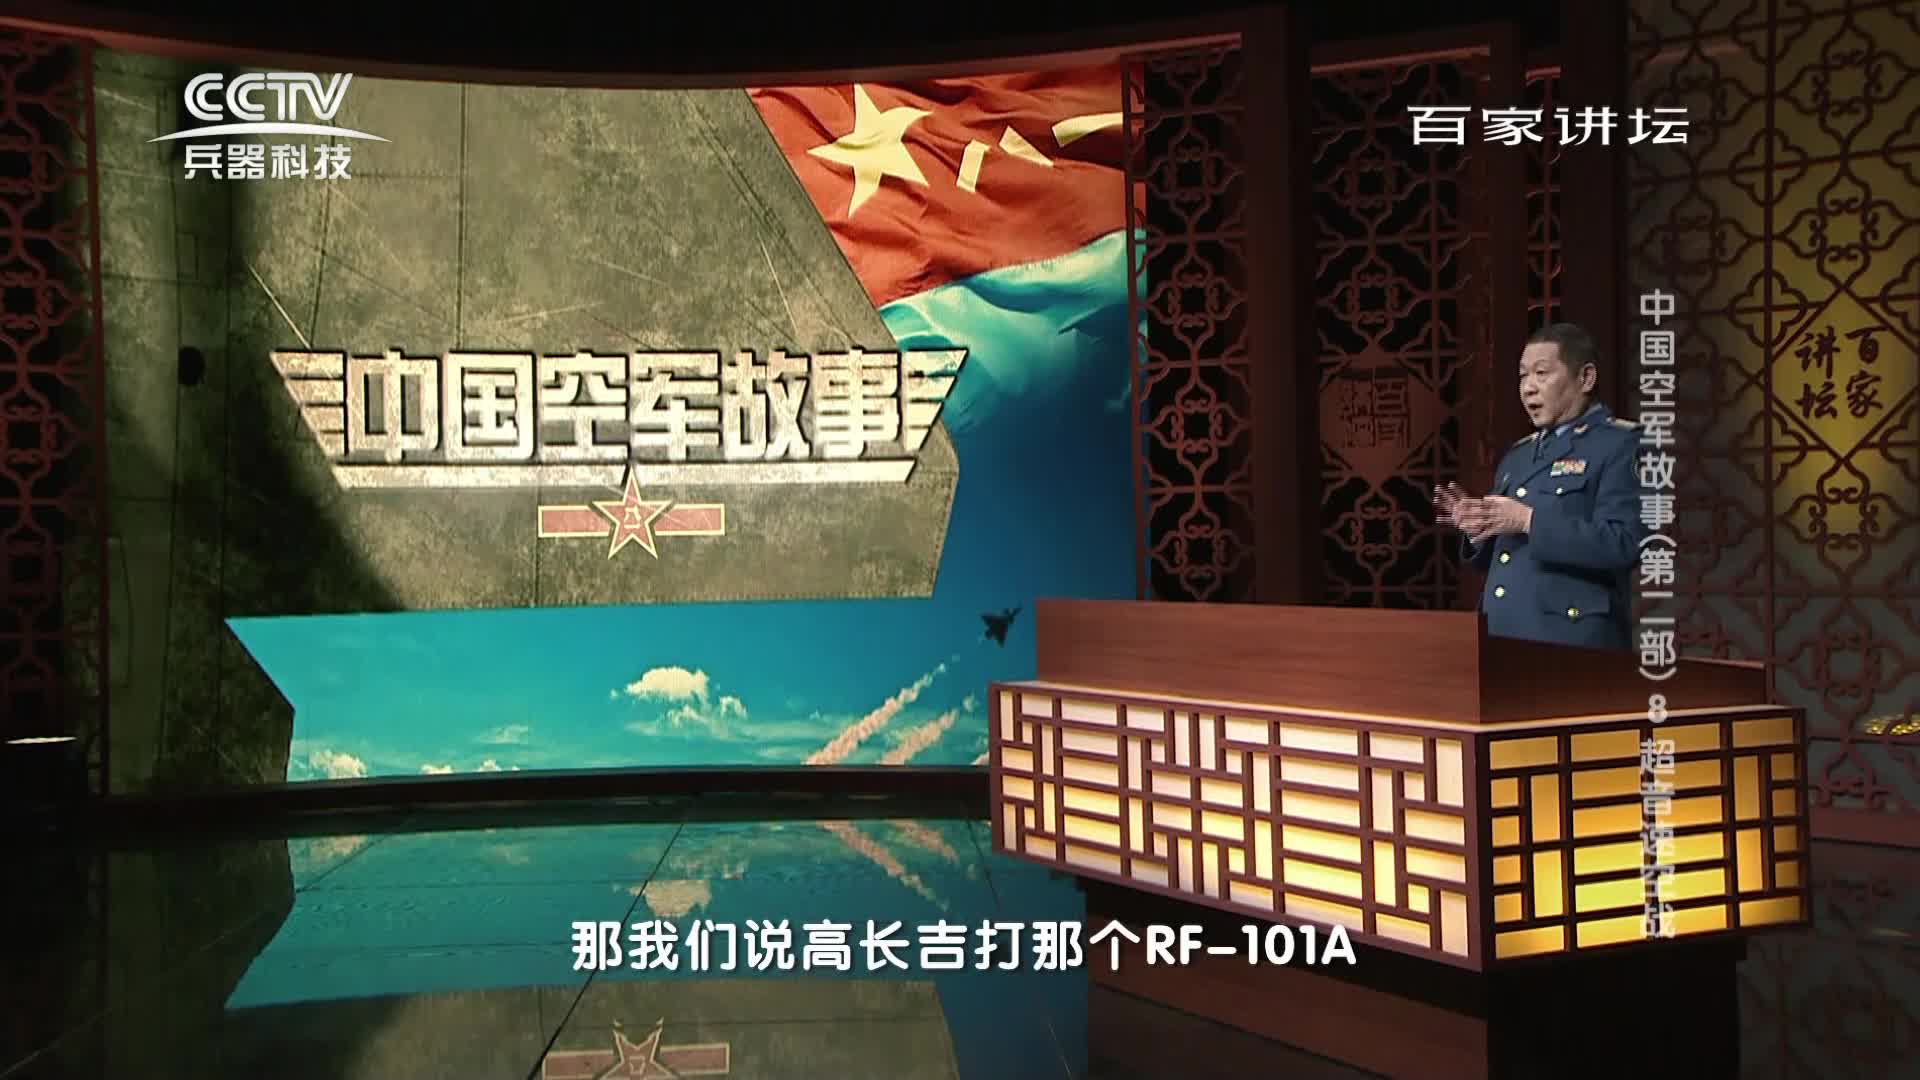 CCTV
兵器科技
百家讲坛
中国空军故事
八一
中国空军故事(第二部) 8 超音速空战
百家
讲坛
那我们说高长吉打那个RF-101A